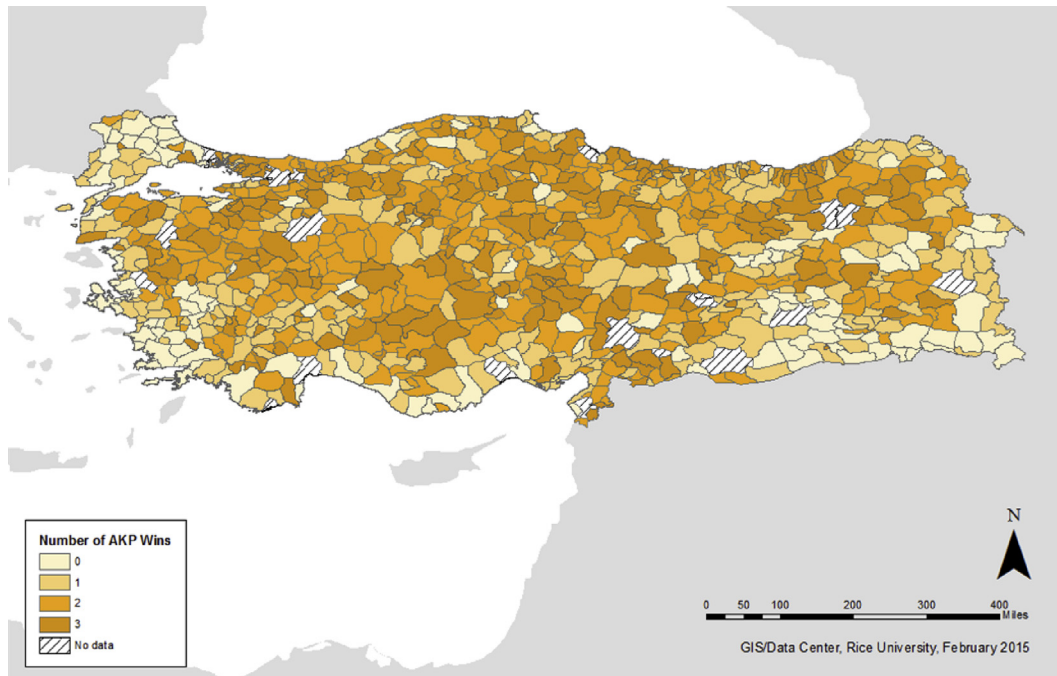 Number of AKP Wins
0
1
2
3
No data
N
0 50 100 200 300 400
Miles
GIS/Data Center, Rice University, February 2015